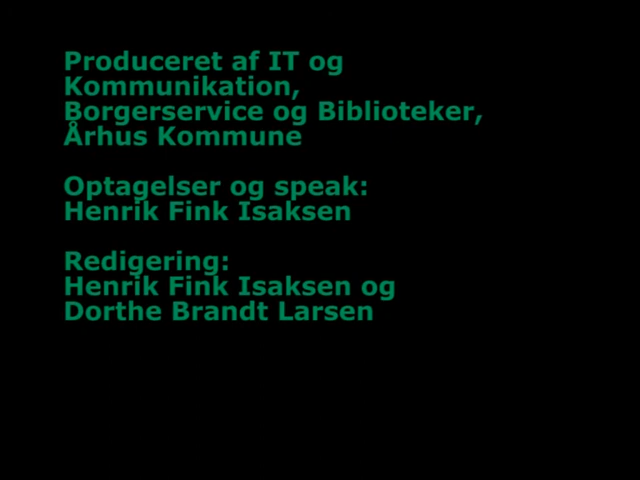 Produceret af IT og
Kommunikation,
Borgerservice og Biblioteker,
Århus Kommune
Optagelser og speak:
Henrik Fink Isaksen
Redigering:
Henrik Fink Isaksen og
Dorthe Brandt Larsen